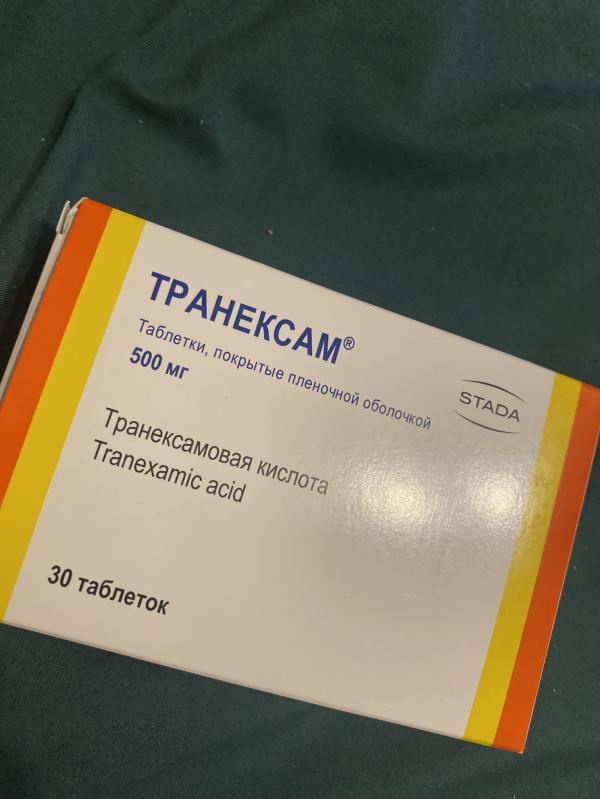 ТРАНЕКСАМ®
Таблетки, покрытые пленочной оболочкой
500 мг
STADA
Транексамовая кислота
Tranexamic acid
30 таблеток